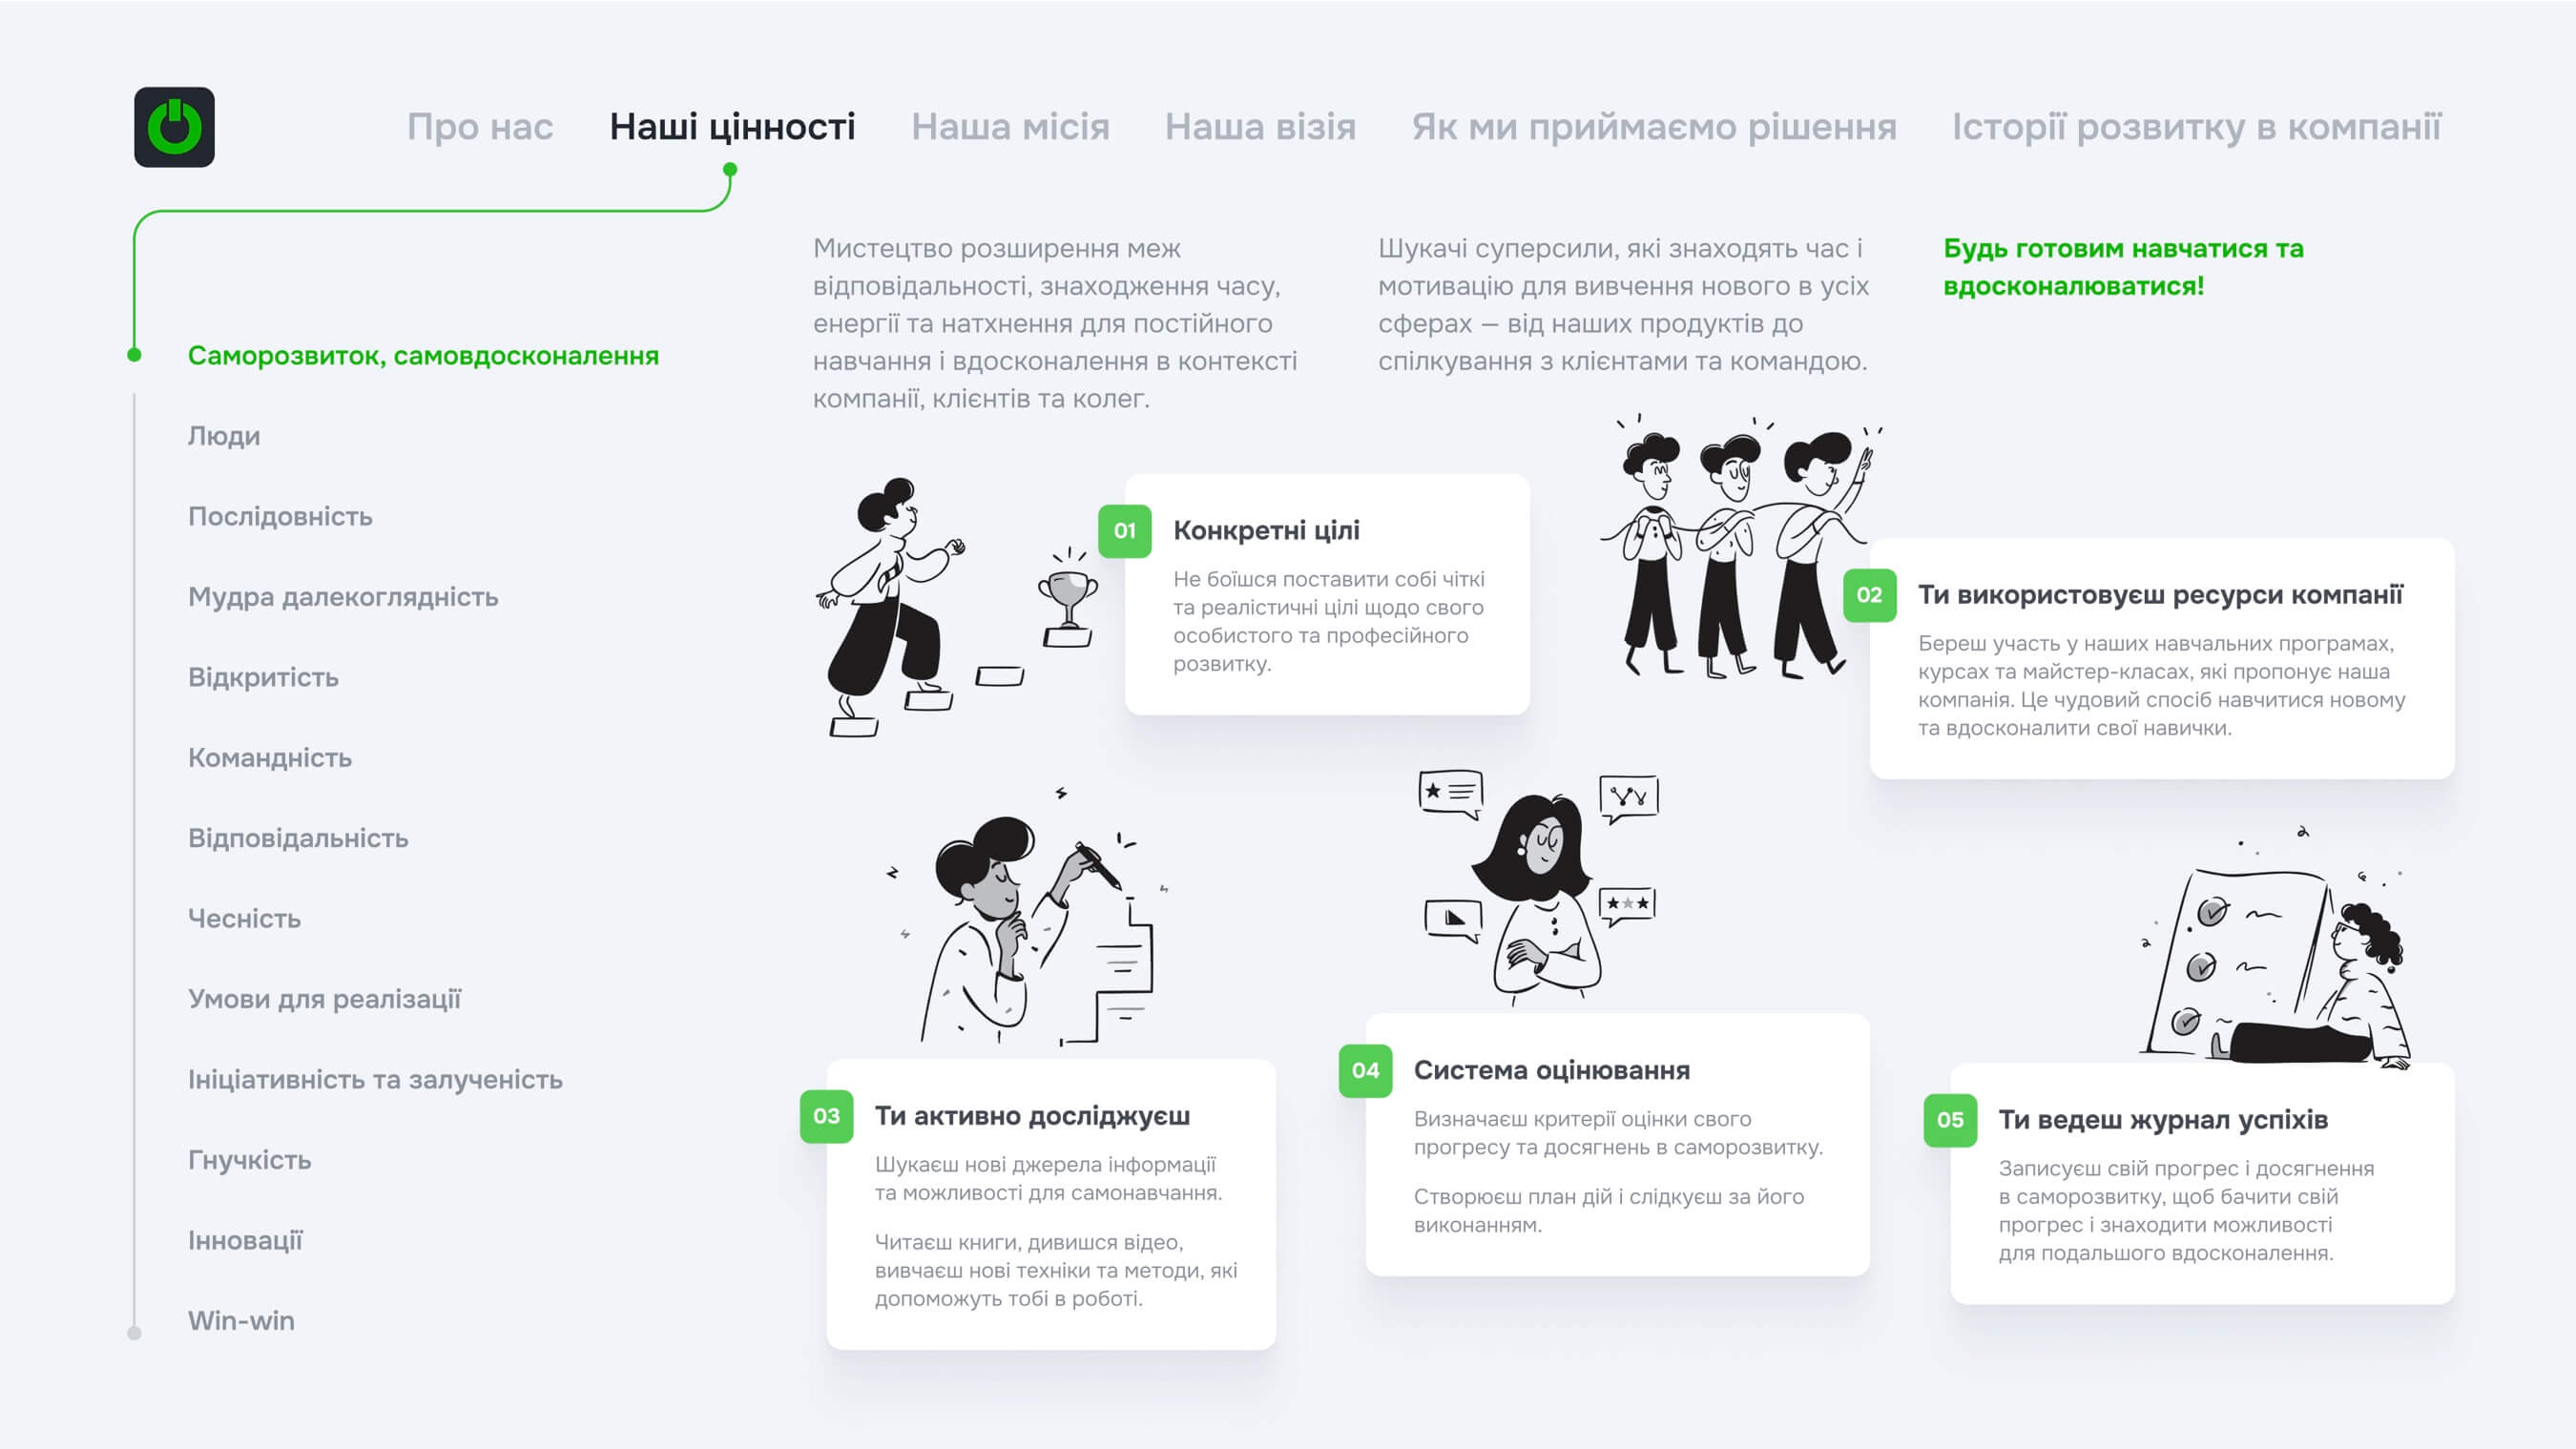 Про нас
Наші цінності
Наша місія
Наша візія
Як ми приймаємо рішення
Історії розвитку в компанії
Саморозвиток, самовдосконалення
Люди
Послідовність
Мудра далекоглядність
Відкритість
Командність
Відповідальність
Чесність
Умови для реалізації
Ініціативність та залученість
Гнучкість
Інновації
Win-win
Мистецтво розширення меж
відповідальності, знаходження часу,
енергії та натхнення для постійного
навчання і вдосконалення в контексті
компанії, клієнтів та колег.
Шукачі суперсили, які знаходять час і
мотивацію для вивчення нового в усіх
сферах — від наших продуктів до
спілкування з клієнтами та командою.
Будь готовим навчатися та
вдосконалюватися!
01
Конкретні цілі
Не боїшся поставити собі чіткі
та реалістичні цілі щодо свого
особистого та професійного
розвитку.
02
Ти використовуєш ресурси компанії
Береш участь у наших навчальних програмах,
курсах та майстер-класах, які пропонує наша
компанія. Це чудовий спосіб навчитися новому
та вдосконалити свої навички.
03
Ти активно досліджуєш
Шукаєш нові джерела інформації
та можливості для самонавчання.
Читаєш книги, дивишся відео,
вивчаєш нові техніки та методи, які
допоможуть тобі в роботі.
04
Система оцінювання
Визначаєш критерії оцінки свого
прогресу та досягнень в саморозвитку.
Створюєш план дій і слідкуєш за його
виконанням.
05
Ти ведеш журнал успіхів
Записуєш свій прогрес і досягнення
в саморозвитку, щоб бачити свій
прогрес і знаходити можливості
для подальшого вдосконалення.